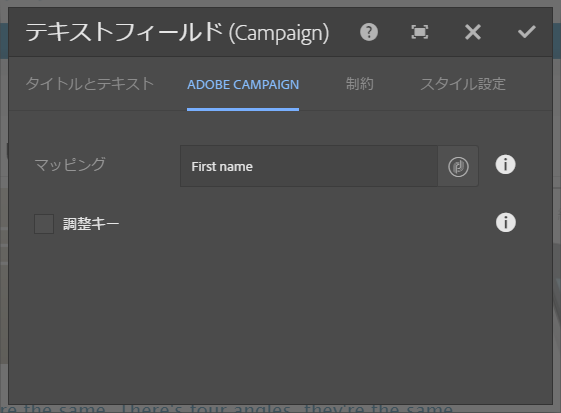 テキストフィールド (Campaign)
タイトルとテキスト ADOBE CAMPAIGN 制約 スタイル設定
マッピング First name
調整キー
re the same. There's four angles, they're the same